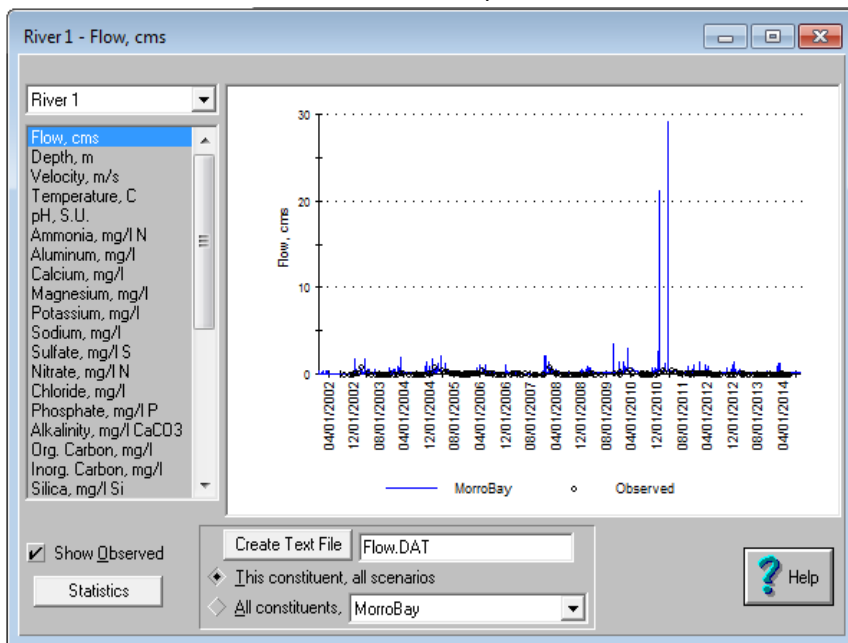 River 1 - Flow, cms
River 1
Flow, cms
Depth, m
Velocity, m/s
Temperature, C
pH, S.U.
Ammonia, mg/l N
Aluminum, mg/l
Calcium, mg/l
Magnesium, mg/l
Potassium, mg/l
Sodium, mg/l
Sulfate, mg/l S
Nitrate, mg/l N
Chloride, mg/l
Phosphate, mg/l P
Alkalinity, mg/l CaCO3
Org. Carbon, mg/l
Inorg. Carbon, mg/l
Silica, mg/l Si
Flow, cms
30
20
10
0
04/01/2002
12/01/2002
08/01/2003
04/01/2004
12/01/2004
08/01/2005
04/01/2006
12/01/2006
08/01/2007
04/01/2008
12/01/2008
08/01/2009
04/01/2010
12/01/2010
08/01/2011
04/01/2012
12/01/2012
08/01/2013
04/01/2014
MorroBay Observed
Show Observed
Statistics
Create Text File Flow.DAT
This constituent, all scenarios
All constituents, MorroBay
? Help